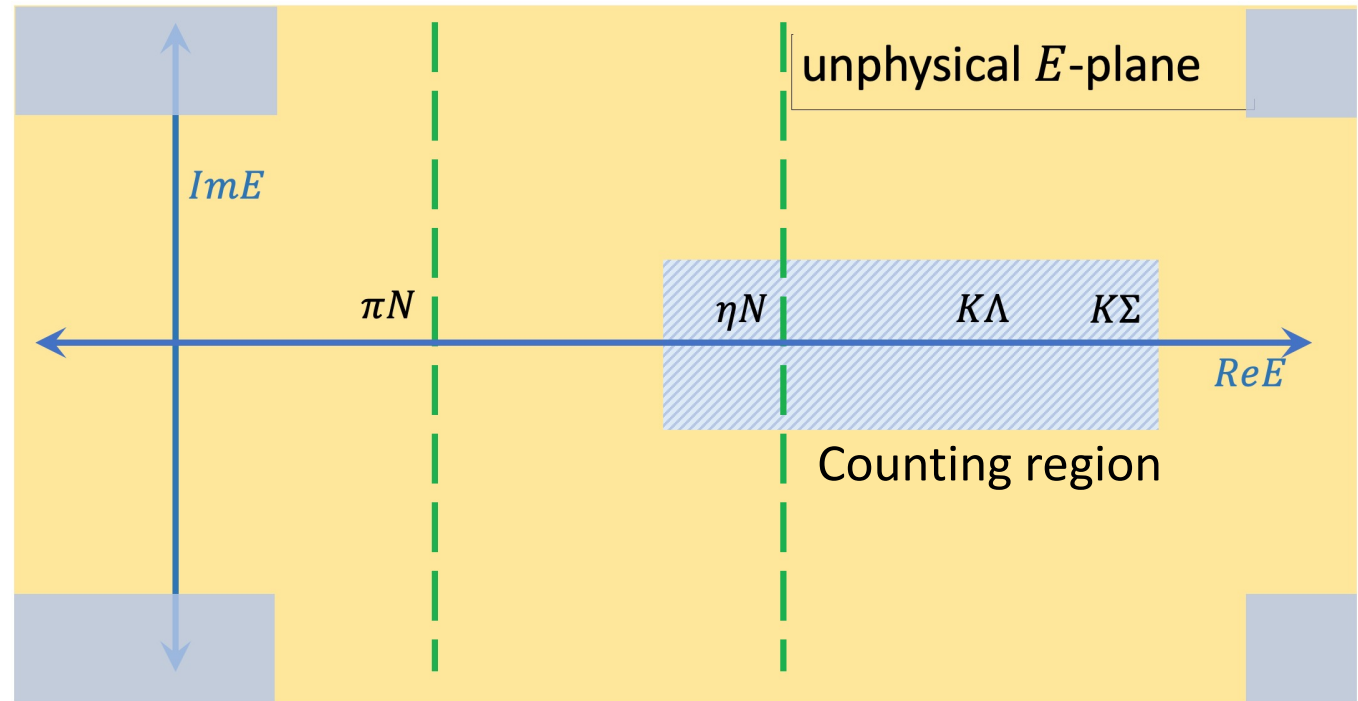 unphysical E-plane
ImE
πN
ηN
KΛ
KΣ
ReE
Counting region